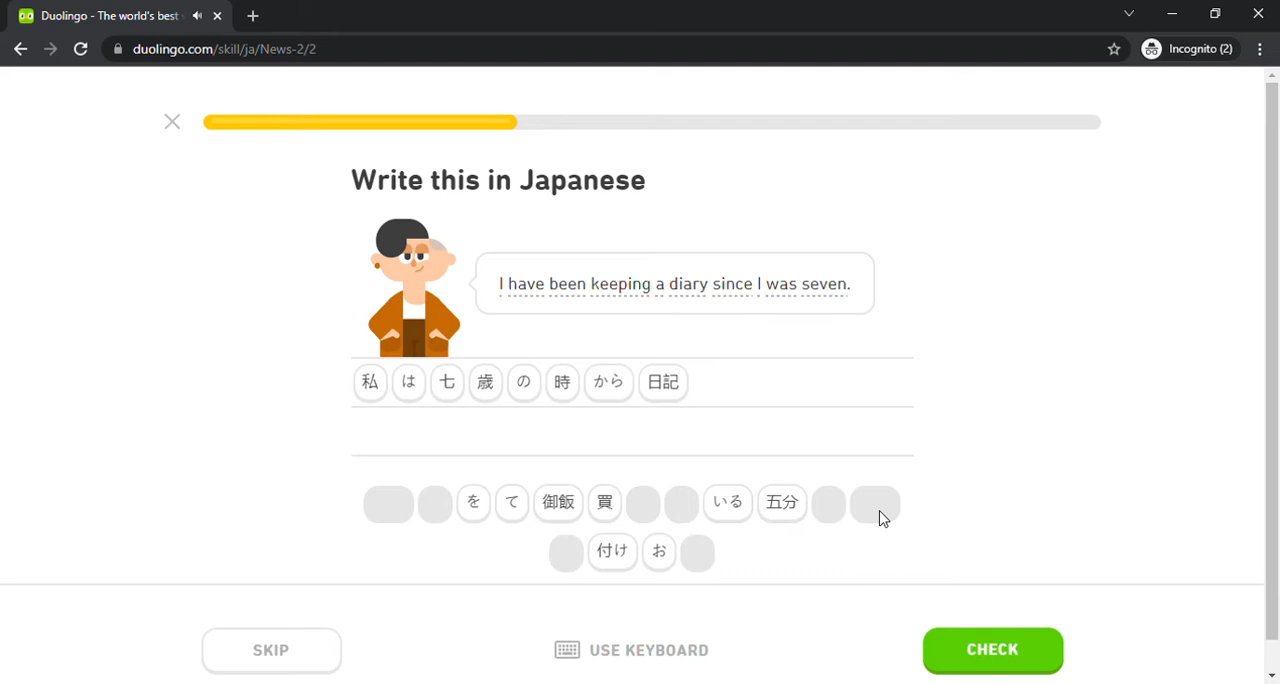 Duolingo - The world's best
duolingo.com/skill/ja/News-2/2
Incognito (2)
Write this in Japanese
I have been keeping a diary since I was seven.
私 は 七 歳 の 時 から 日記
を て 御飯 買 いる 五分
付け お
SKIP
USE KEYBOARD
CHECK